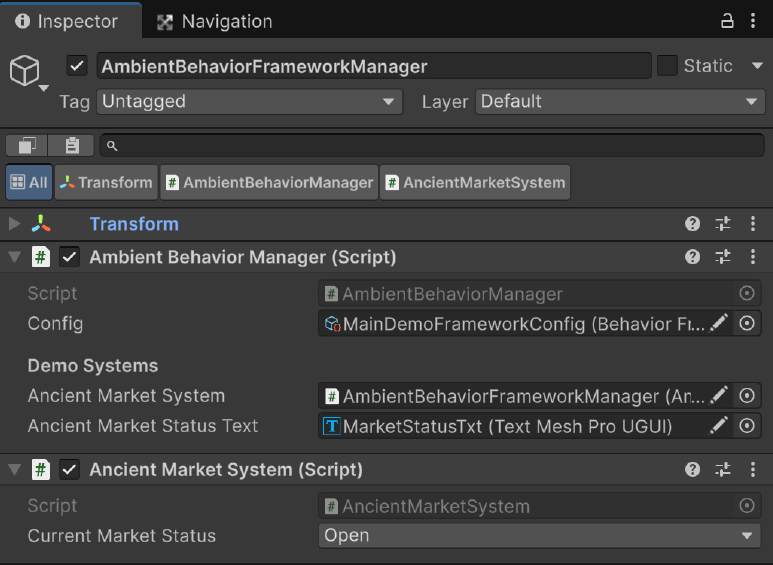 Inspector Navigation
AmbientBehaviorFrameworkManager Static
Tag Untagged Layer Default
All Transform # AmbientBehaviorManager # AncientMarketSystem
Transform
# Ambient Behavior Manager (Script)
Script # AmbientBehaviorManager
Config MainDemoFrameworkConfig (Behavior Fr...
Demo Systems
Ancient Market System # AmbientBehaviorFrameworkManager (An...
Ancient Market Status Text T MarketStatusTxt (Text Mesh Pro UGUI)
# Ancient Market System (Script)
Script # AncientMarketSystem
Current Market Status Open